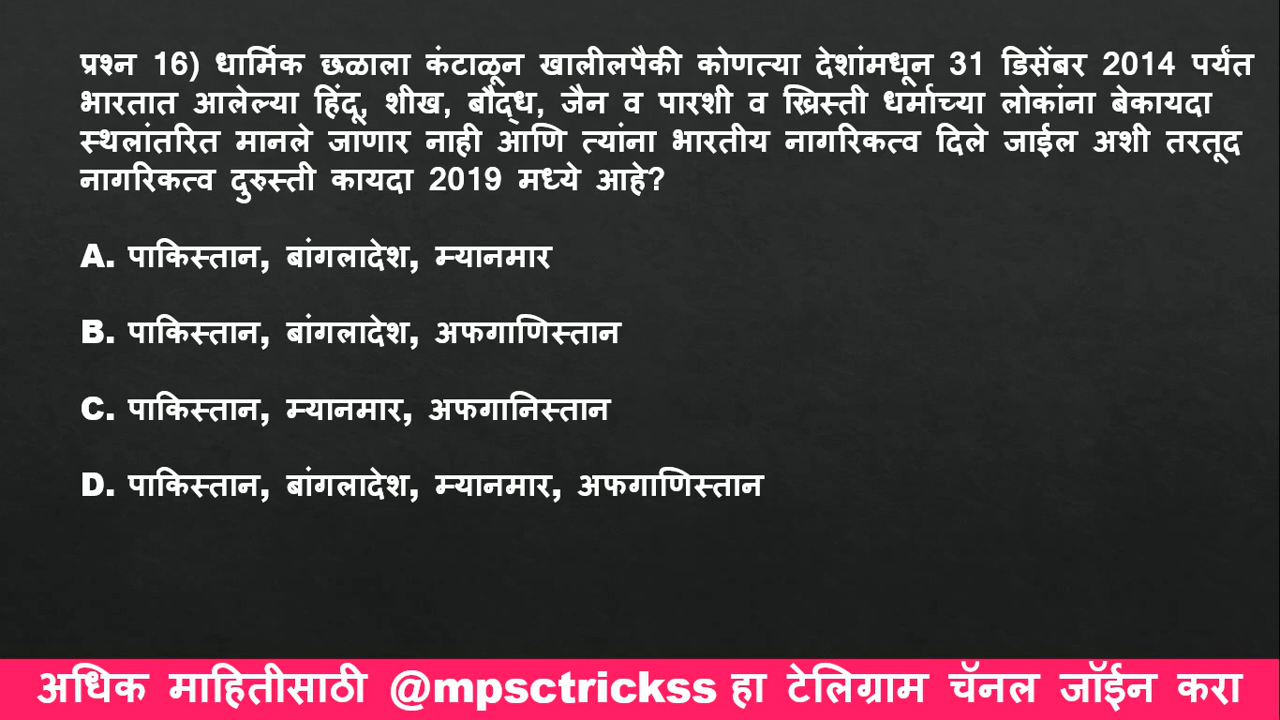 प्रश्न 16) धार्मिक छळाला कंटाळून खालीलपैकी कोणत्या देशांमधून 31 डिसेंबर 2014 पर्यंत
भारतात आलेल्या हिंदू, शीख, बौद्ध, जैन व पारशी व ख्रिस्ती धर्माच्या लोकांना बेकायदा
स्थलांतरित मानले जाणार नाही आणि त्यांना भारतीय नागरिकत्व दिले जाईल अशी तरतूद
नागरिकत्व दुरुस्ती कायदा 2019 मध्ये आहे?
A. पाकिस्तान, बांगलादेश, म्यानमार
B. पाकिस्तान, बांगलादेश, अफगाणिस्तान
C. पाकिस्तान, म्यानमार, अफगानिस्तान
D. पाकिस्तान, बांगलादेश, म्यानमार, अफगाणिस्तान
अधिक माहितीसाठी @mpsctrickss हा टेलिग्राम चॅनल जॉईन करा